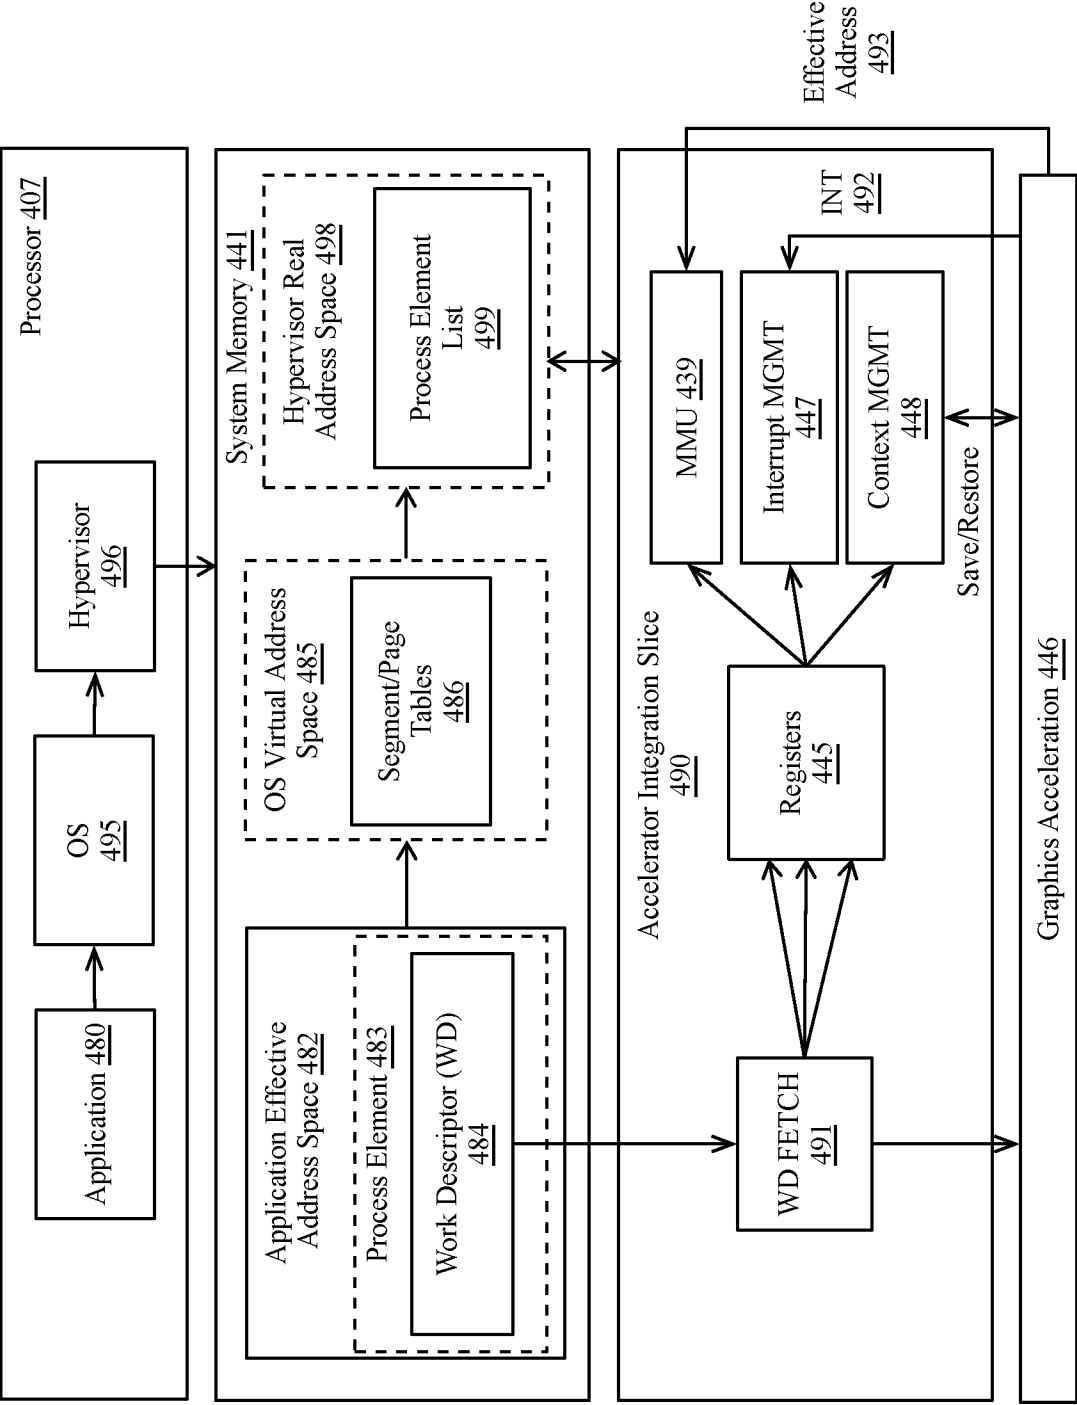 Processor 407
Application 480
OS
495
Hypervisor
496
System Memory 441
Application Effective
Address Space 482
Process Element 483
Work Descriptor (WD)
484
OS Virtual Address
Space 485
Segment/Page
Tables
486
Hypervisor Real
Address Space 498
Process Element
List
499
Accelerator Integration Slice
490
WD FETCH
491
Registers
445
MMU 439
Interrupt MGMT
447
Context MGMT
448
Save/Restore
INT
492
Effective
Address
493
Graphics Acceleration 446